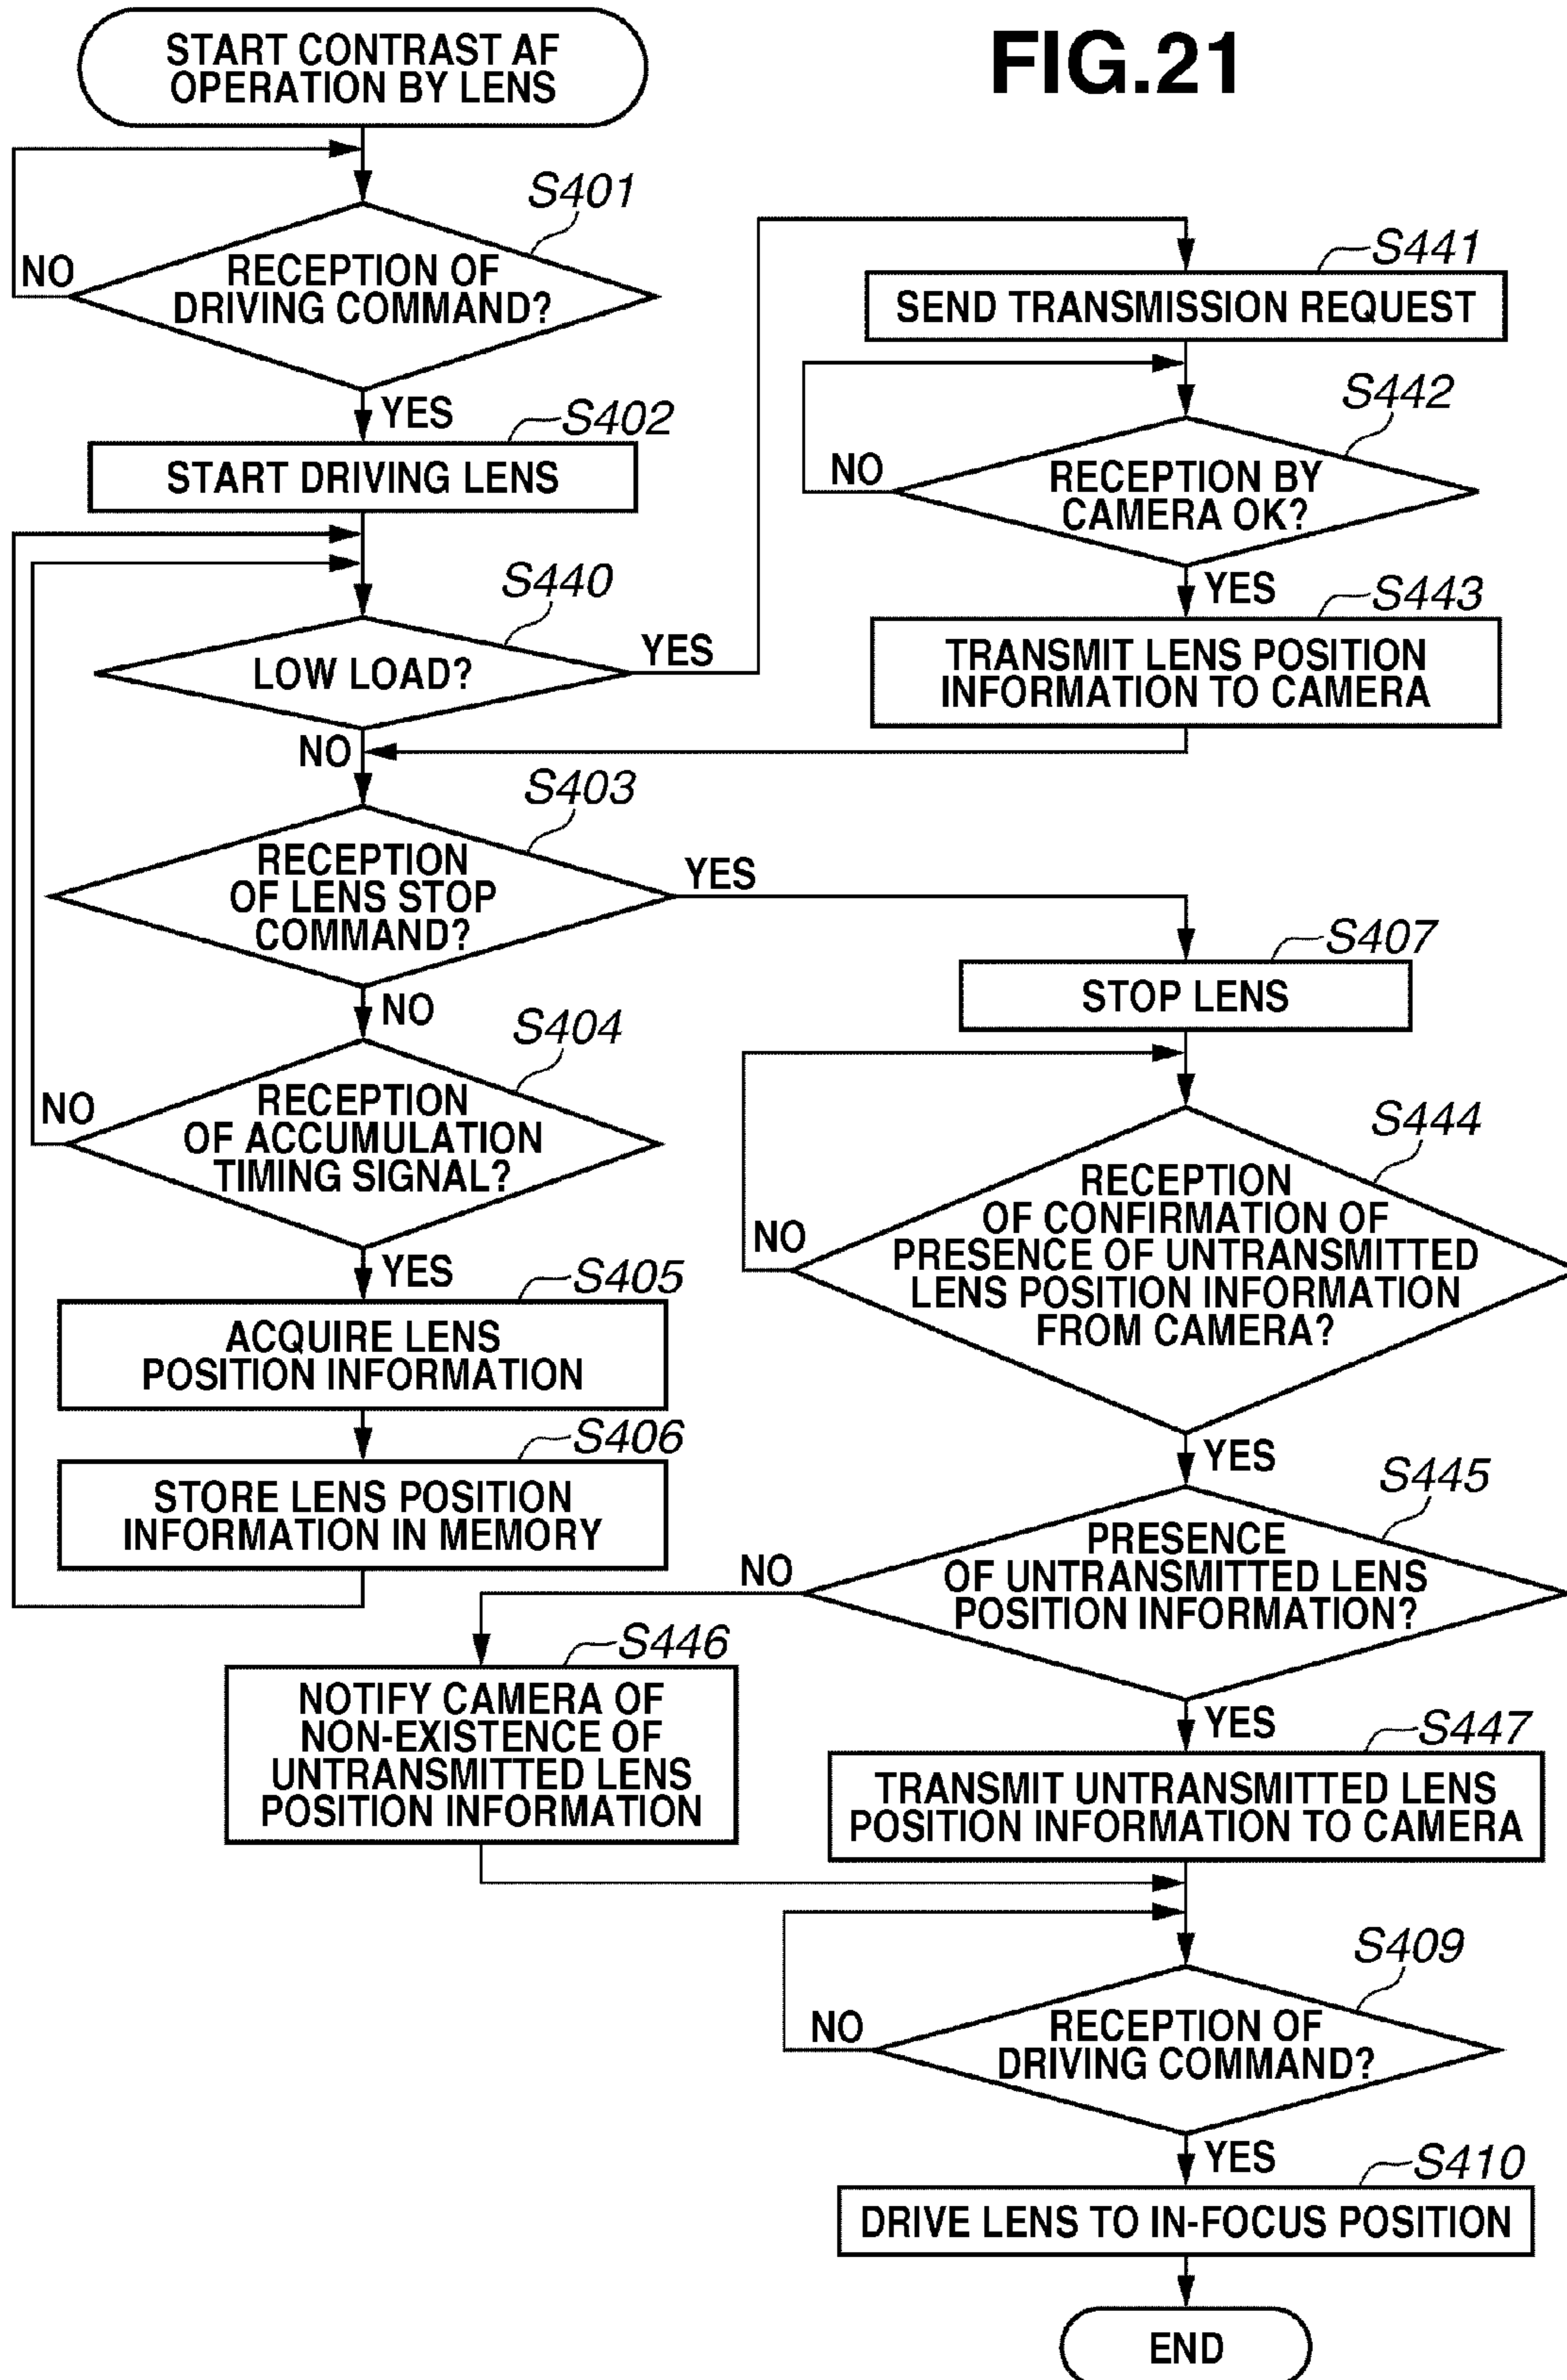 FIG.21
START CONTRAST AF
OPERATION BY LENS
S401
NO
RECEPTION OF
DRIVING COMMAND?
YES
S402
START DRIVING LENS
S440
LOW LOAD?
YES
NO
S441
SEND TRANSMISSION REQUEST
S442
NO
RECEPTION BY
CAMERA OK?
YES
S443
TRANSMIT LENS POSITION
INFORMATION TO CAMERA
S403
RECEPTION
OF LENS STOP
COMMAND?
YES
NO
S404
NO
RECEPTION
OF ACCUMULATION
TIMING SIGNAL?
YES
S405
ACQUIRE LENS
POSITION INFORMATION
S406
STORE LENS POSITION
INFORMATION IN MEMORY
S407
STOP LENS
S444
RECEPTION
OF CONFIRMATION OF
PRESENCE OF UNTRANSMITTED
LENS POSITION INFORMATION
FROM CAMERA?
NO
YES
S445
PRESENCE
OF UNTRANSMITTED LENS
POSITION INFORMATION?
NO
S446
NOTIFY CAMERA OF
NON-EXISTENCE OF
UNTRANSMITTED LENS
POSITION INFORMATION
YES
S447
TRANSMIT UNTRANSMITTED LENS
POSITION INFORMATION TO CAMERA
S409
NO
RECEPTION OF
DRIVING COMMAND?
YES
S410
DRIVE LENS TO IN-FOCUS POSITION
END